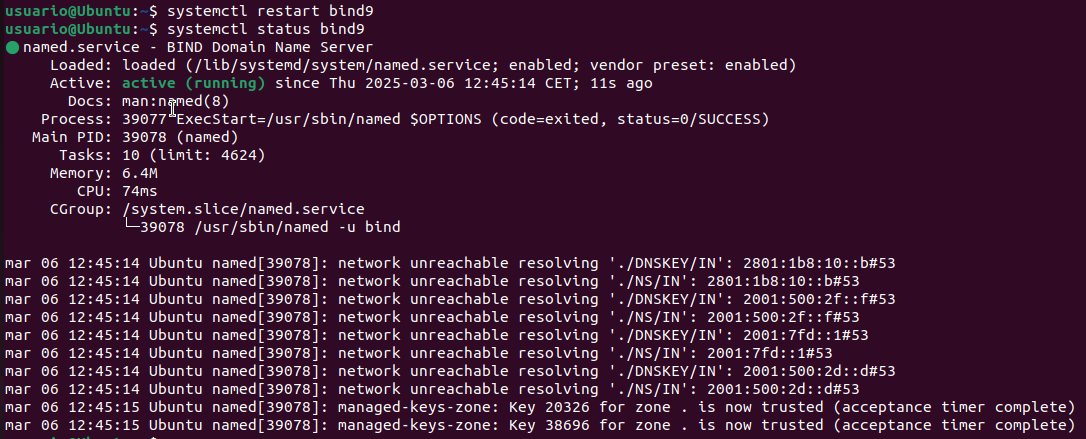 usuario@Ubuntu:~$ systemctl restart bind9
usuario@Ubuntu:~$ systemctl status bind9
● named.service - BIND Domain Name Server
Loaded: loaded (/lib/systemd/system/named.service; enabled; vendor preset: enabled)
Active: active (running) since Thu 2025-03-06 12:45:14 CET; 11s ago
Docs: man:named(8)
Process: 39077 ExecStart=/usr/sbin/named $OPTIONS (code=exited, status=0/SUCCESS)
Main PID: 39078 (named)
Tasks: 10 (limit: 4624)
Memory: 6.4M
CPU: 74ms
CGroup: /system.slice/named.service
└─39078 /usr/sbin/named -u bind
mar 06 12:45:14 Ubuntu named[39078]: network unreachable resolving './DNSKEY/IN': 2801:1b8:10::b#53
mar 06 12:45:14 Ubuntu named[39078]: network unreachable resolving './NS/IN': 2801:1b8:10::b#53
mar 06 12:45:14 Ubuntu named[39078]: network unreachable resolving './DNSKEY/IN': 2001:500:2f::f#53
mar 06 12:45:14 Ubuntu named[39078]: network unreachable resolving './NS/IN': 2001:500:2f::f#53
mar 06 12:45:14 Ubuntu named[39078]: network unreachable resolving './DNSKEY/IN': 2001:7fd::1#53
mar 06 12:45:14 Ubuntu named[39078]: network unreachable resolving './NS/IN': 2001:7fd::1#53
mar 06 12:45:14 Ubuntu named[39078]: network unreachable resolving './DNSKEY/IN': 2001:500:2d::d#53
mar 06 12:45:14 Ubuntu named[39078]: network unreachable resolving './NS/IN': 2001:500:2d::d#53
mar 06 12:45:15 Ubuntu named[39078]: managed-keys-zone: Key 20326 for zone . is now trusted (acceptance timer complete)
mar 06 12:45:15 Ubuntu named[39078]: managed-keys-zone: Key 38696 for zone . is now trusted (acceptance timer complete)